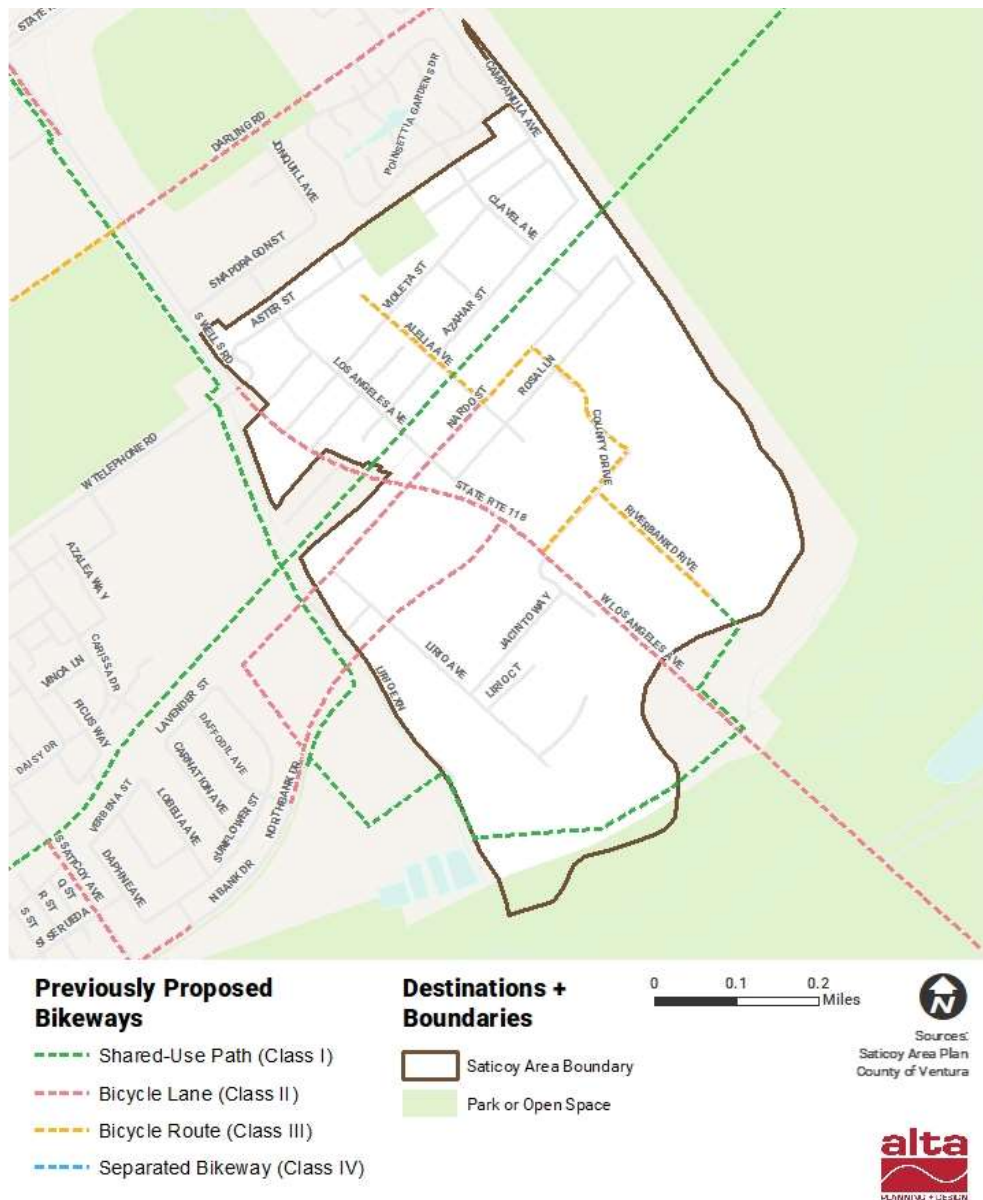 STATE R
CAMPANULA AVE
POINSETTIA GARDENS DR
DARLING RD
JONQUILL AVE
CLAVEL AVE
SNAPDRAGON ST
VIOLETA ST
ASTER ST
AZAHAR ST
S WELLS RD
ALELIA AVE
LOS ANGELES AVE
ROSAL LN
NARDO ST
COUNTY DRIVE
W TELEPHONE RD
STATE RTE 118
RIVERBANK DRIVE
AZALEA WAY
JACINTO WAY
W LOS ANGELES AVE
CARISSA DR
VINCA LN
LIRIO AVE
LIRIO CT
LIRIO EXN
LAVENDER ST
FICUS WAY
DAFFODIL AVE
DAISY DR
CARNATION AVE
VERBENA ST
LOBELIA AVE
SUNFLOWER ST
NORTHBANK DR
S SATICOY AVE
DAPHNE AVE
N BANK DR
Q ST
R ST
S ST
Previously Proposed
Bikeways
Shared-Use Path (Class I)
Bicycle Lane (Class II)
Bicycle Route (Class III)
Separated Bikeway (Class IV)
Destinations +
Boundaries
Saticoy Area Boundary
Park or Open Space
0 0.1 0.2
Miles
N
Sources:
Saticoy Area Plan
County of Ventura
alta
PLANNING + DESIGN